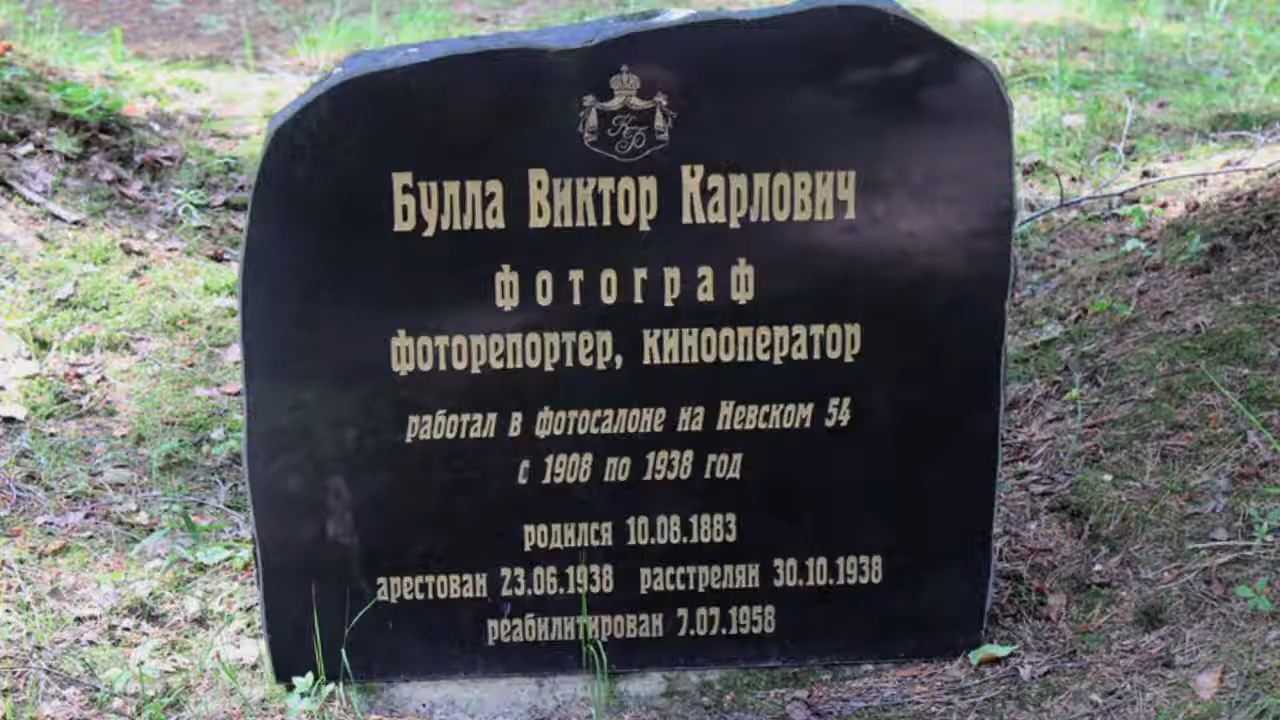 КБ
Булла Виктор Карлович
фотограф
фоторепортер, кинооператор
работал в фотосалоне на Невском 54
с 1908 по 1938 год
родился 10.08.1883
арестован 23.06.1938 расстрелян 30.10.1938
реабилитирован 7.07.1958